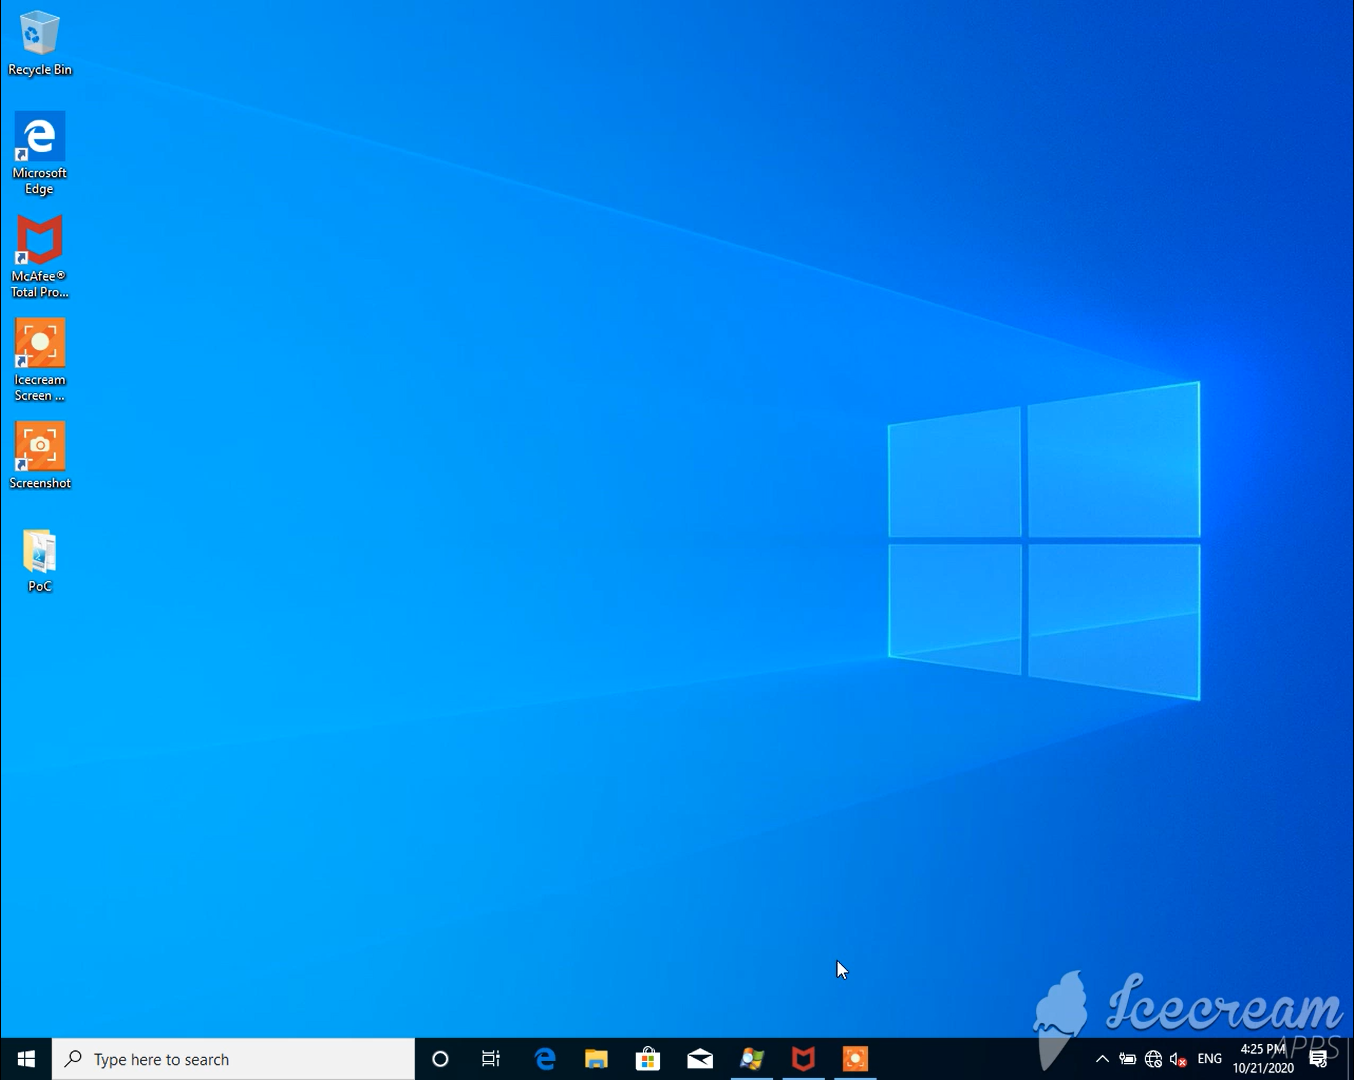 Recycle Bin
Microsoft
Edge
McAfee®
Total Pro...
Icecream
Screen ...
Screenshot
PoC
Icecream
APPS
Type here to search
ENG
4:25 PM
10/21/2020